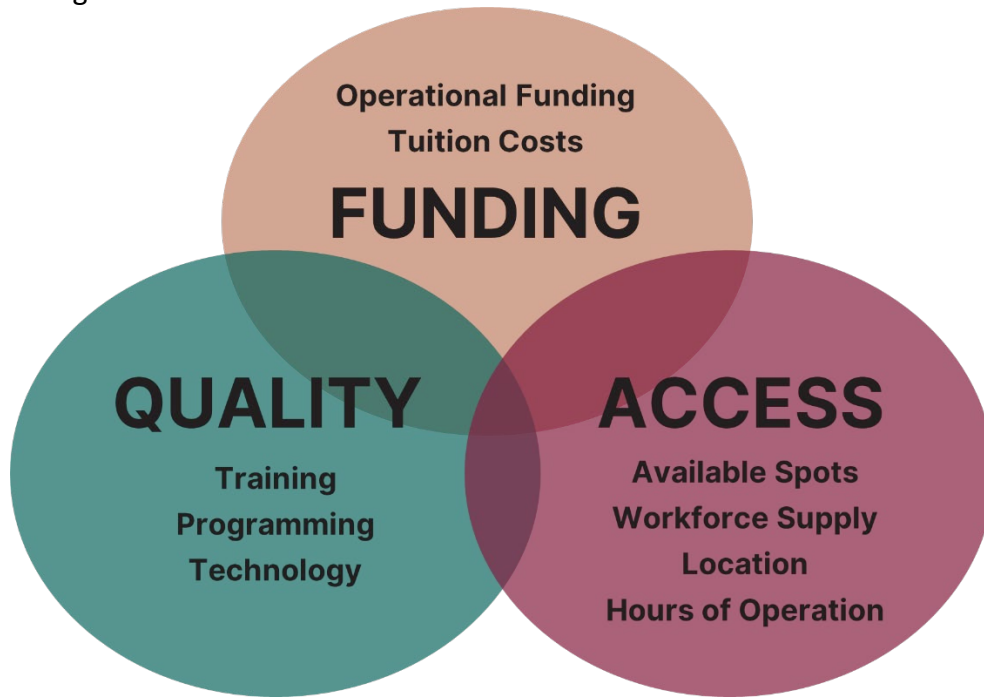 Operational Funding
Tuition Costs
FUNDING
QUALITY
Training
Programming
Technology
ACCESS
Available Spots
Workforce Supply
Location
Hours of Operation